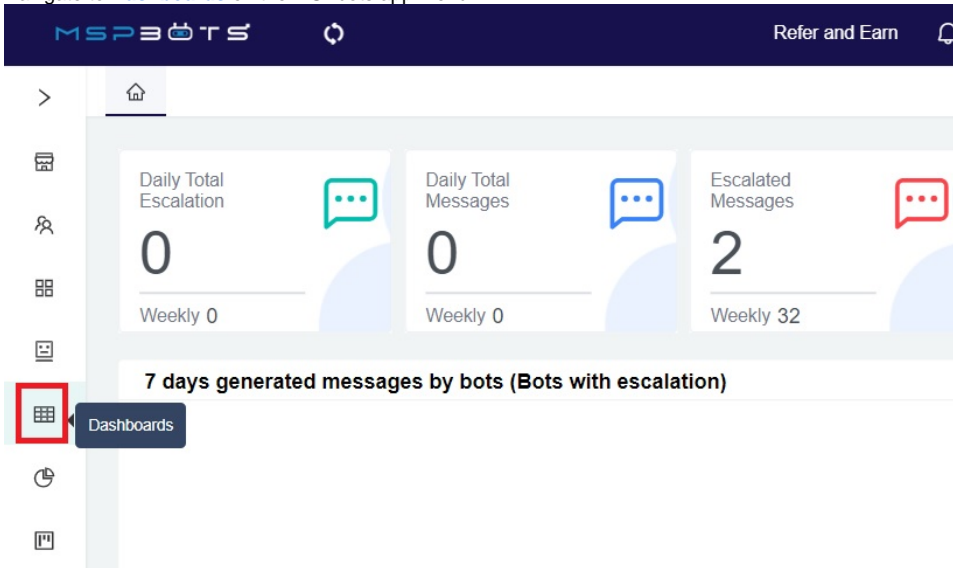 MSPBOTS
Refer and Earn
Daily Total
Escalation
0
Weekly 0
Daily Total
Messages
0
Weekly 0
Escalated
Messages
2
Weekly 32
7 days generated messages by bots (Bots with escalation)
Dashboards